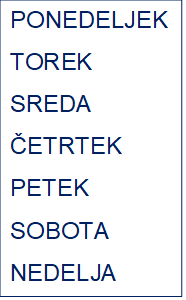 PONEDELJEK
TOREK
SREDA
ČETRTEK
PETEK
SOBOTA
NEDELJA